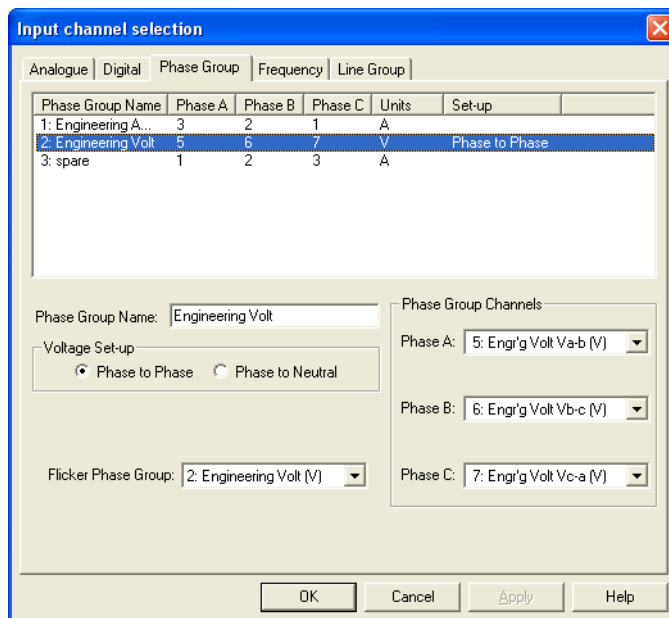 Input channel selection
Analogue Digital Phase Group Frequency Line Group
Phase Group Name Phase A Phase B Phase C Units Set-up
1: Engineering A... 3 2 1 A
2: Engineering Volt 5 6 7 V Phase to Phase
3: spare 1 2 3 A
Phase Group Name: Engineering Volt
Voltage Set-up
Phase to Phase Phase to Neutral
Flicker Phase Group: 2: Engineering Volt (V)
Phase Group Channels
Phase A: 5: Engr'g Volt Va-b (V)
Phase B: 6: Engr'g Volt Vb-c (V)
Phase C: 7: Engr'g Volt Vc-a (V)
OK Cancel Apply Help